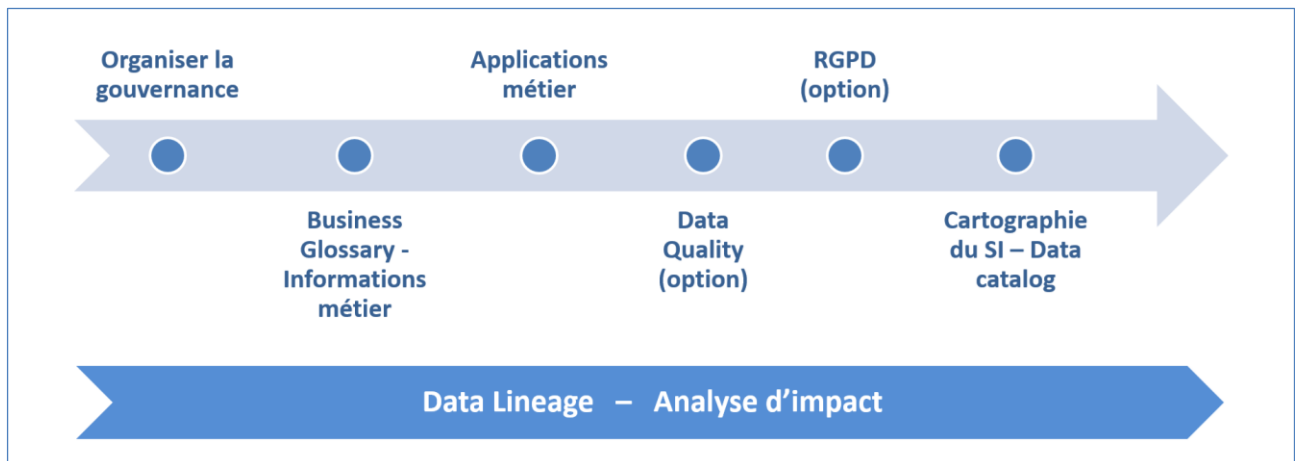 Organiser la
gouvernance
Business
Glossary -
Informations
métier
Applications
métier
Data
Quality
(option)
RGPD
(option)
Cartographie
du SI – Data
catalog
Data Lineage – Analyse d’impact